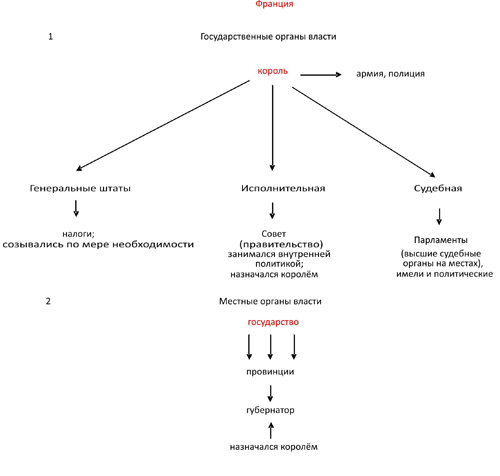 Франция
1 Государственные органы власти
король армия, полиция
Генеральные штаты Исполнительная Судебная
налоги;
созывались по мере необходимости
Совет
(правительство)
занимался внутренней
политикой;
назначался королём
Парламенты
(высшие судебные
органы на местах),
имели и политические
2 Местные органы власти
государство
провинции
губернатор
назначался королём